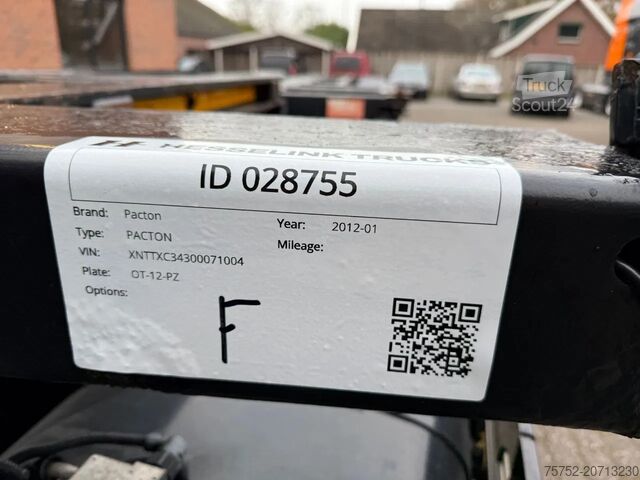 Truck
Scout24
HESSELINK TRUCKS
ID 028755
Brand: Pacton
Year: 2012-01
Type: PACTON
Mileage:
VIN: XNTTXC34300071004
Plate: OT-12-PZ
Options:
F
75752-20713230